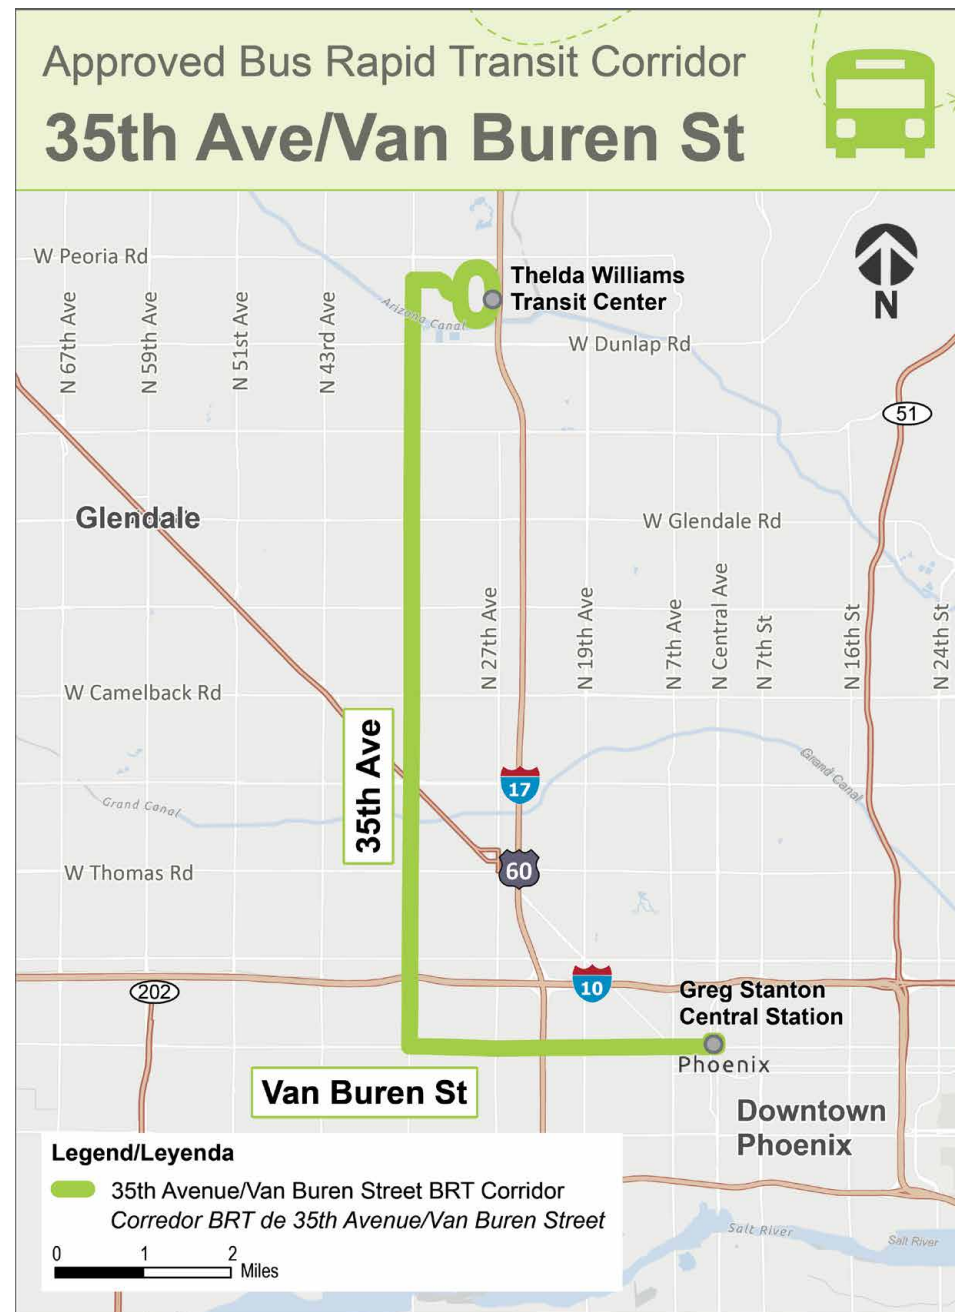 Approved Bus Rapid Transit Corridor
35th Ave/Van Buren St
W Peoria Rd
Thelda Williams
Transit Center
N
Arizona Canal
W Dunlap Rd
N 67th Ave
N 59th Ave
N 51st Ave
N 43rd Ave
51
Glendale
W Glendale Rd
N 27th Ave
N 19th Ave
N 7th Ave
N Central Ave
N 7th St
N 16th St
N 24th St
W Camelback Rd
35th Ave
17
Grand Canal
Grand Canal
W Thomas Rd
60
202
10
Greg Stanton
Central Station
Phoenix
Van Buren St
Downtown
Phoenix
Legend/Leyenda
35th Avenue/Van Buren Street BRT Corridor
Corredor BRT de 35th Avenue/Van Buren Street
Salt River
Salt River
0 1 2
Miles